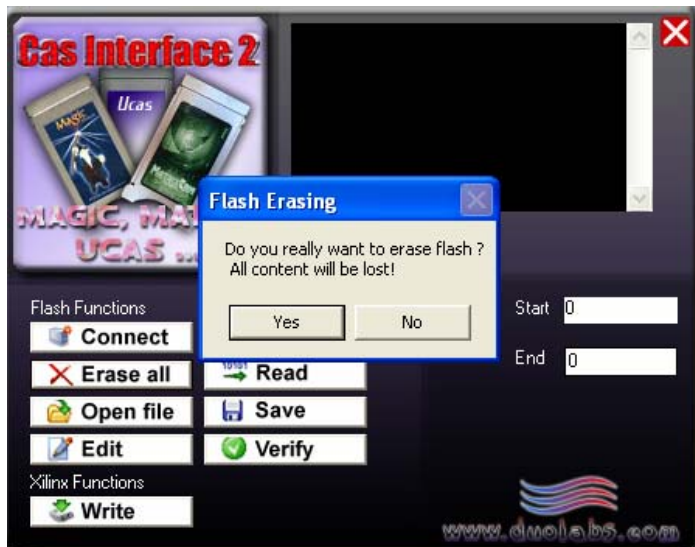 Cas Interface 2
Ucas
MAGIC
MAGIC, MAT
UCAS ...
Flash Erasing
Do you really want to erase flash ?
All content will be lost!
Yes
No
Flash Functions
Connect
Erase all
Read
Open file
Save
Edit
Verify
Xilinx Functions
Write
Start 0
End 0
www.duolabs.com